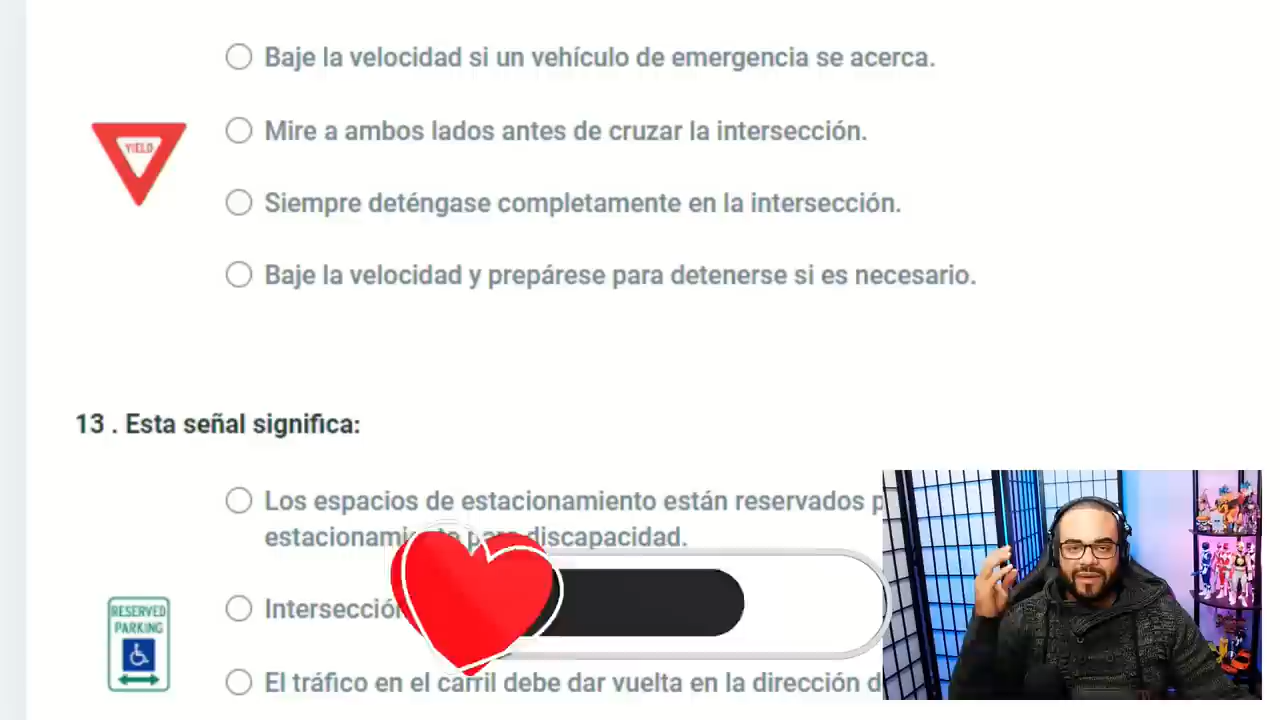 Baje la velocidad si un vehículo de emergencia se acerca.
Mire a ambos lados antes de cruzar la intersección.
YIELD
Siempre deténgase completamente en la intersección.
Baje la velocidad y prepárese para detenerse si es necesario.
13 . Esta señal significa:
Los espacios de estacionamiento están reservados p
estacionamie para discapacidad.
RESERVED
PARKING
Intersección
El tráfico en el carril debe dar vuelta en la dirección d